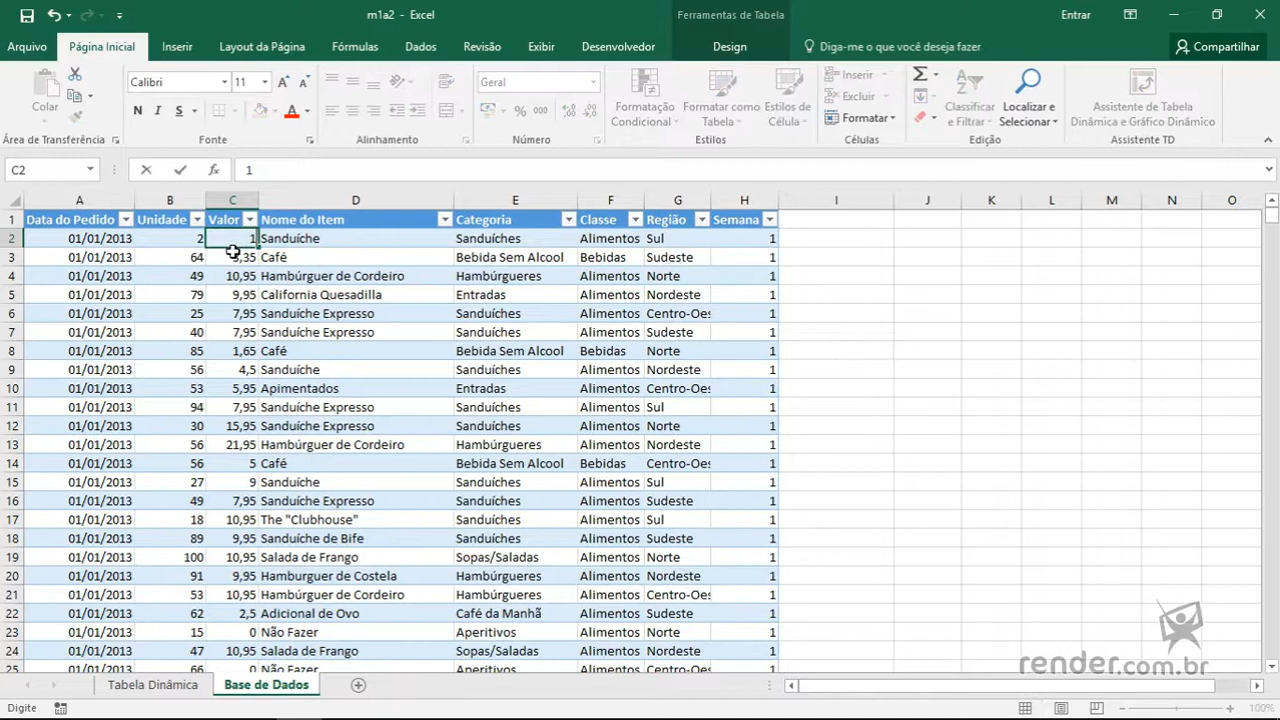 m1a2 - Excel
Ferramentas de Tabela
Entrar
Arquivo
Página Inicial
Inserir
Layout da Página
Fórmulas
Dados
Revisão
Exibir
Desenvolvedor
Design
Diga-me o que você deseja fazer
Compartilhar
Colar
Calibri
11
N I S
Geral
Formatação Condicional
Formatar como Tabela
Estilos de Célula
Inserir
Excluir
Formatar
Classificar e Filtrar
Localizar e Selecionar
Assistente de Tabela Dinâmica e Gráfico Dinâmico
Área de Transferência
Fonte
Alinhamento
Número
Estilos
Células
Edição
Assistente TD
C2
fx
1
A B C D E F G H I J K L M N O
1 Data do Pedido Unidade Valor Nome do Item Categoria Classe Região Semana
2 01/01/2013 2 1 Sanduíche Sanduíches Alimentos Sul 1
3 01/01/2013 64 ,35 Café Bebida Sem Alcool Bebidas Sudeste 1
4 01/01/2013 49 10,95 Hambúrguer de Cordeiro Hambúrgueres Alimentos Norte 1
5 01/01/2013 79 9,95 California Quesadilla Entradas Alimentos Nordeste 1
6 01/01/2013 25 7,95 Sanduíche Expresso Sanduíches Alimentos Centro-Oes 1
7 01/01/2013 40 7,95 Sanduíche Expresso Sanduíches Alimentos Sudeste 1
8 01/01/2013 85 1,65 Café Bebida Sem Alcool Bebidas Norte 1
9 01/01/2013 56 4,5 Sanduíche Sanduíches Alimentos Nordeste 1
10 01/01/2013 53 5,95 Apimentados Entradas Alimentos Centro-Oes 1
11 01/01/2013 94 7,95 Sanduíche Expresso Sanduíches Alimentos Sul 1
12 01/01/2013 30 15,95 Sanduíche Expresso Sanduíches Alimentos Norte 1
13 01/01/2013 56 21,95 Hambúrguer de Cordeiro Hambúrgueres Alimentos Nordeste 1
14 01/01/2013 56 5 Café Bebida Sem Alcool Bebidas Centro-Oes 1
15 01/01/2013 27 9 Sanduíche Sanduíches Alimentos Sul 1
16 01/01/2013 49 7,95 Sanduíche Expresso Sanduíches Alimentos Sudeste 1
17 01/01/2013 18 10,95 The "Clubhouse" Sanduíches Alimentos Sul 1
18 01/01/2013 89 9,95 Sanduíche de Bife Sanduíches Alimentos Sudeste 1
19 01/01/2013 100 10,95 Salada de Frango Sopas/Saladas Alimentos Norte 1
20 01/01/2013 91 9,95 Hamburguer de Costela Hambúrgueres Alimentos Nordeste 1
21 01/01/2013 53 10,95 Hambúrguer de Cordeiro Hambúrgueres Alimentos Centro-Oes 1
22 01/01/2013 62 2,5 Adicional de Ovo Café da Manhã Alimentos Sudeste 1
23 01/01/2013 15 0 Não Fazer Aperitivos Alimentos Norte 1
24 01/01/2013 47 10,95 Salada de Frango Sopas/Saladas Alimentos Sudeste 1
25 01/01/2013 66 0 Não Fazer Aperitivos Alimentos Centro-Oes 1
render.com.br
Tabela Dinâmica
Base de Dados
Digite
100%